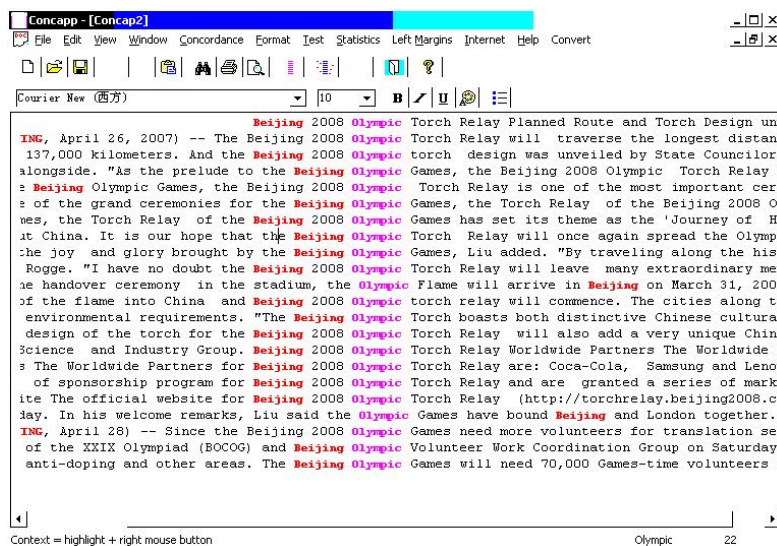 Concapp - [Concap2]
File Edit View Window Concordance Format Test Statistics Left Margins Internet Help Convert
Courier New (西方) 10 B I U
Beijing 2008 Olympic Torch Relay Planned Route and Torch Design un
ING, April 26, 2007) -- The Beijing 2008 Olympic Torch Relay will traverse the longest distan
137,000 kilometers. And the Beijing 2008 Olympic torch design was unveiled by State Councilor
alongside. "As the prelude to the Beijing Olympic Games, the Beijing 2008 Olympic Torch Relay
e Beijing Olympic Games, the Beijing 2008 Olympic Torch Relay is one of the most important cer
e of the grand ceremonies for the Beijing Olympic Games, the Torch Relay of the Beijing 2008 O
mes, the Torch Relay of the Beijing 2008 Olympic Games has set its theme as the 'Journey of H
ut China. It is our hope that the Beijing Olympic Torch Relay will once again spread the Olymp
the joy and glory brought by the Beijing Olympic Games, Liu added. "By traveling along the his
Rogge. "I have no doubt the Beijing 2008 Olympic Torch Relay will leave many extraordinary me
he handover ceremony in the stadium, the Olympic Flame will arrive in Beijing on March 31, 200
of the flame into China and Beijing 2008 Olympic torch relay will commence. The cities along t
environmental requirements. "The Beijing 2008 Olympic Torch boasts both distinctive Chinese cultura
design of the torch for the Beijing 2008 Olympic Torch Relay will also add a very unique Chin
Science and Industry Group. Beijing 2008 Olympic Torch Relay Worldwide Partners The Worldwide
s The Worldwide Partners for Beijing 2008 Olympic Torch Relay are: Coca-Cola, Samsung and Leno
of sponsorship program for Beijing 2008 Olympic Torch Relay and are granted a series of mark
ite The official website for Beijing 2008 Olympic Torch Relay (http://torchrelay.beijing2008.c
day. In his welcome remarks, Liu said the Olympic Games have bound Beijing and London together.
ING, April 28) -- Since the Beijing 2008 Olympic Games need more volunteers for translation se
of the XXIX Olympiad (BOCOG) and Beijing Olympic Volunteer Work Coordination Group on Saturday
anti-doping and other areas. The Beijing Olympic Games will need 70,000 Games-time volunteers
Context = highlight + right mouse button Olympic 22